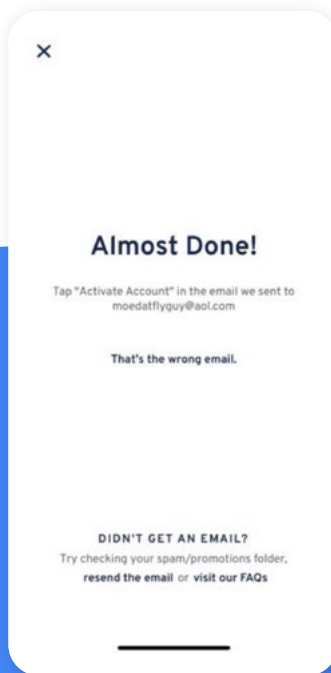 Almost Done!
Tap "Activate Account" in the email we sent to
moedatflyguy@aol.com
That's the wrong email.
DIDN'T GET AN EMAIL?
Try checking your spam/promotions folder,
resend the email or visit our FAQs